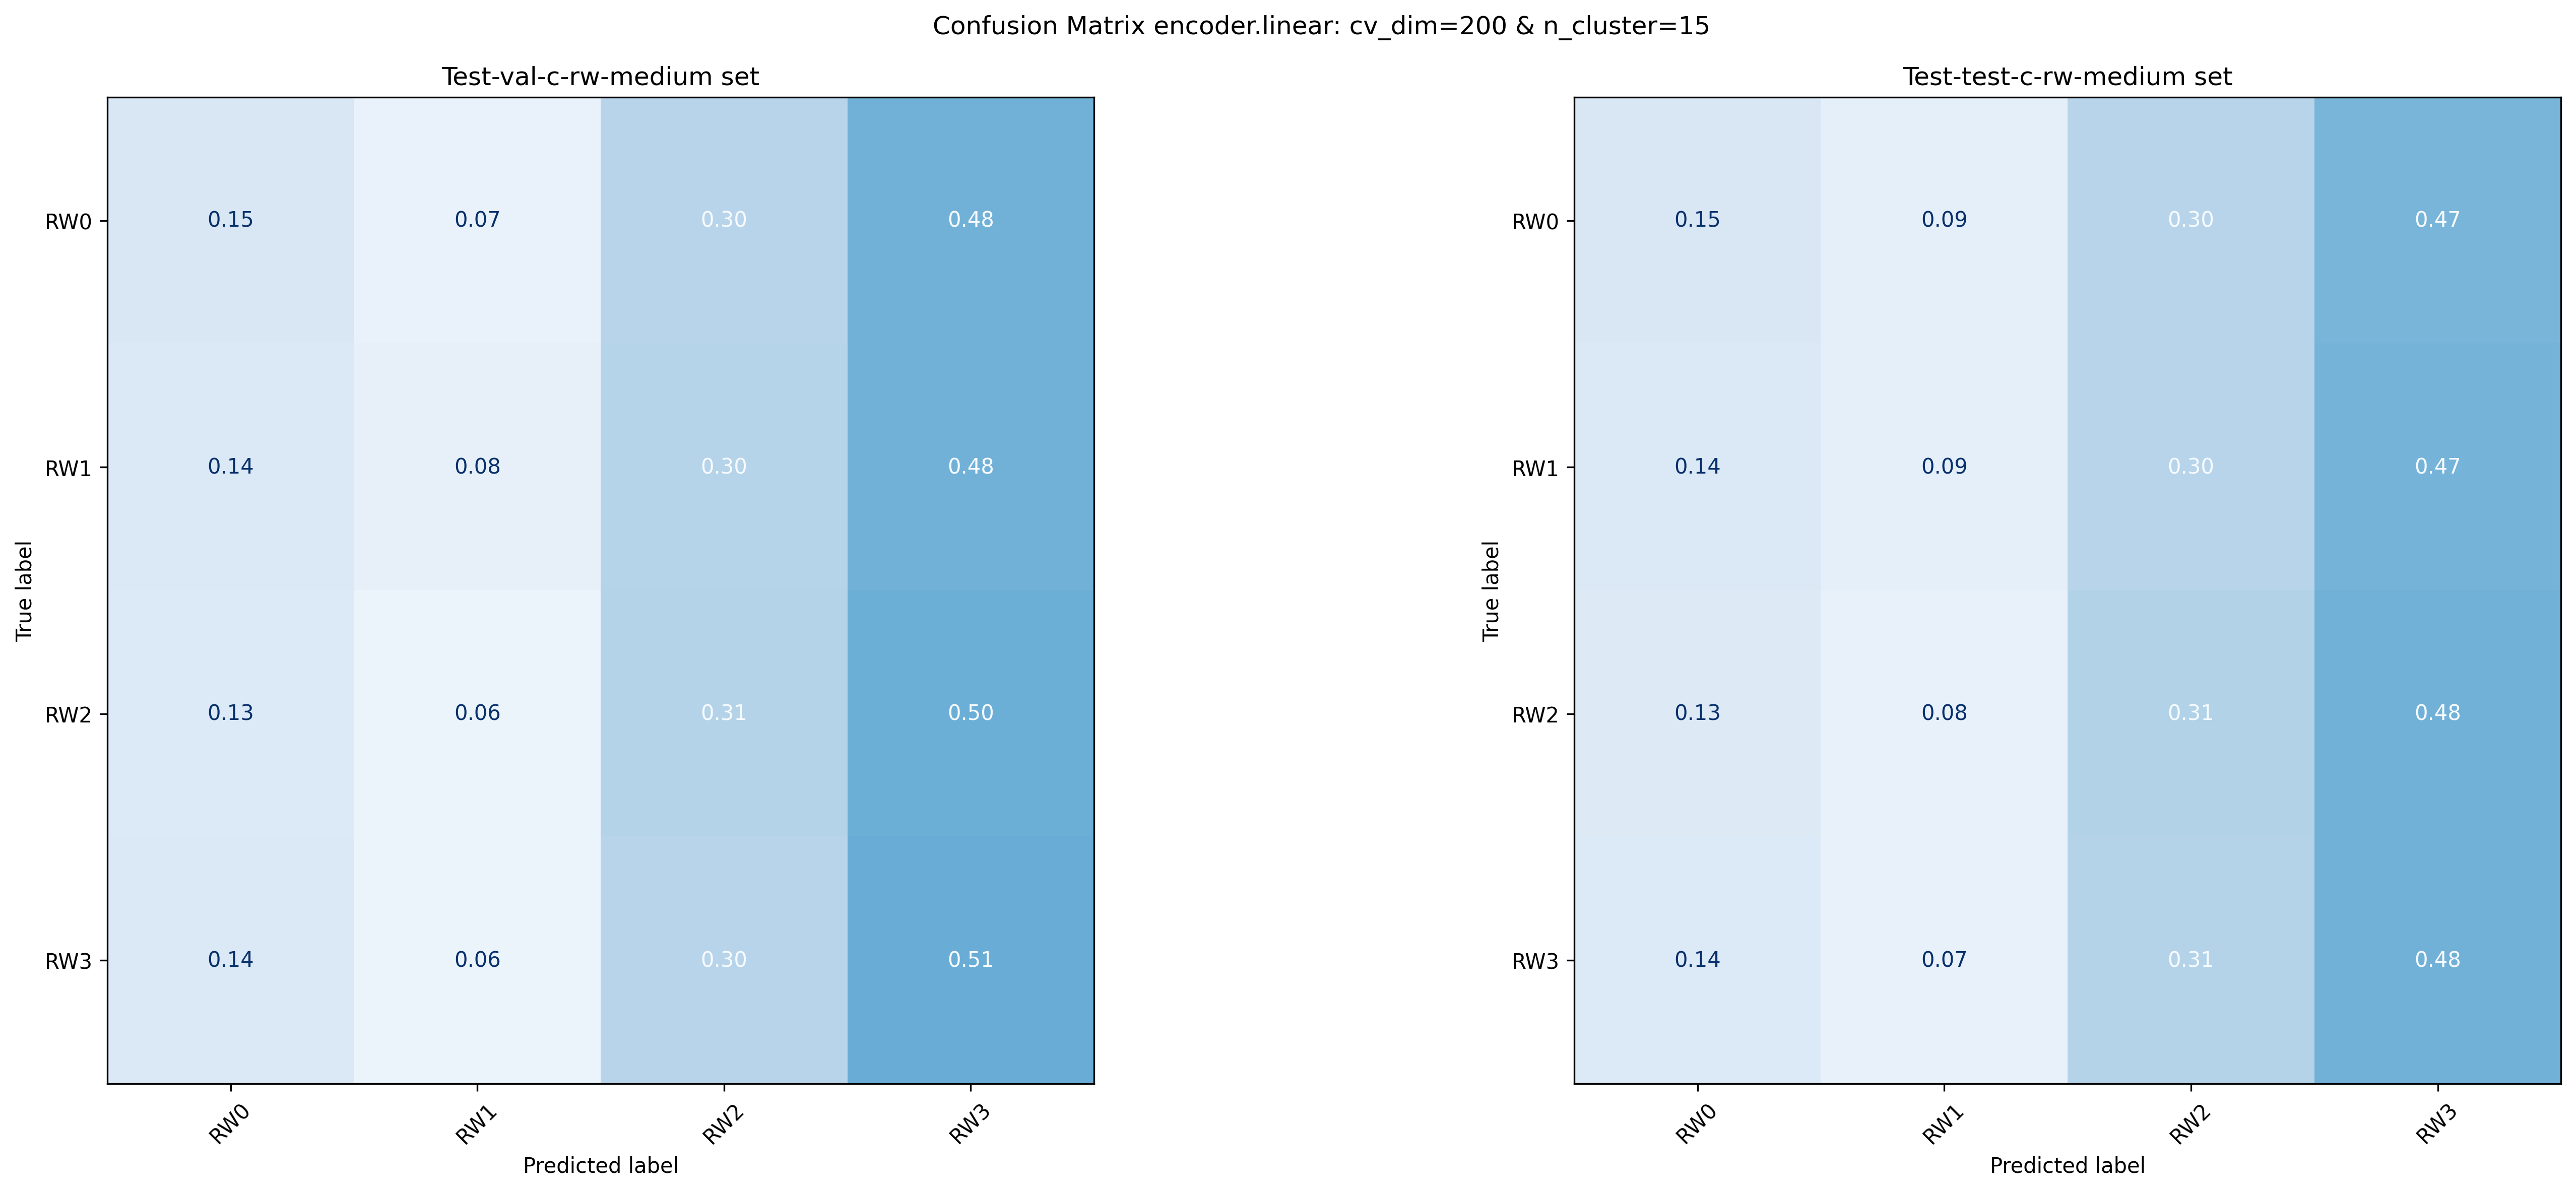 Confusion Matrix encoder.linear: cv_dim=200 & n_cluster=15
Test-val-c-rw-medium set
True label
RW0 0.15 0.07 0.30 0.48
RW1 0.14 0.08 0.30 0.48
RW2 0.13 0.06 0.31 0.50
RW3 0.14 0.06 0.30 0.51
RW0 RW1 RW2 RW3
Predicted label
Test-test-c-rw-medium set
True label
RW0 0.15 0.09 0.30 0.47
RW1 0.14 0.09 0.30 0.47
RW2 0.13 0.08 0.31 0.48
RW3 0.14 0.07 0.31 0.48
RW0 RW1 RW2 RW3
Predicted label